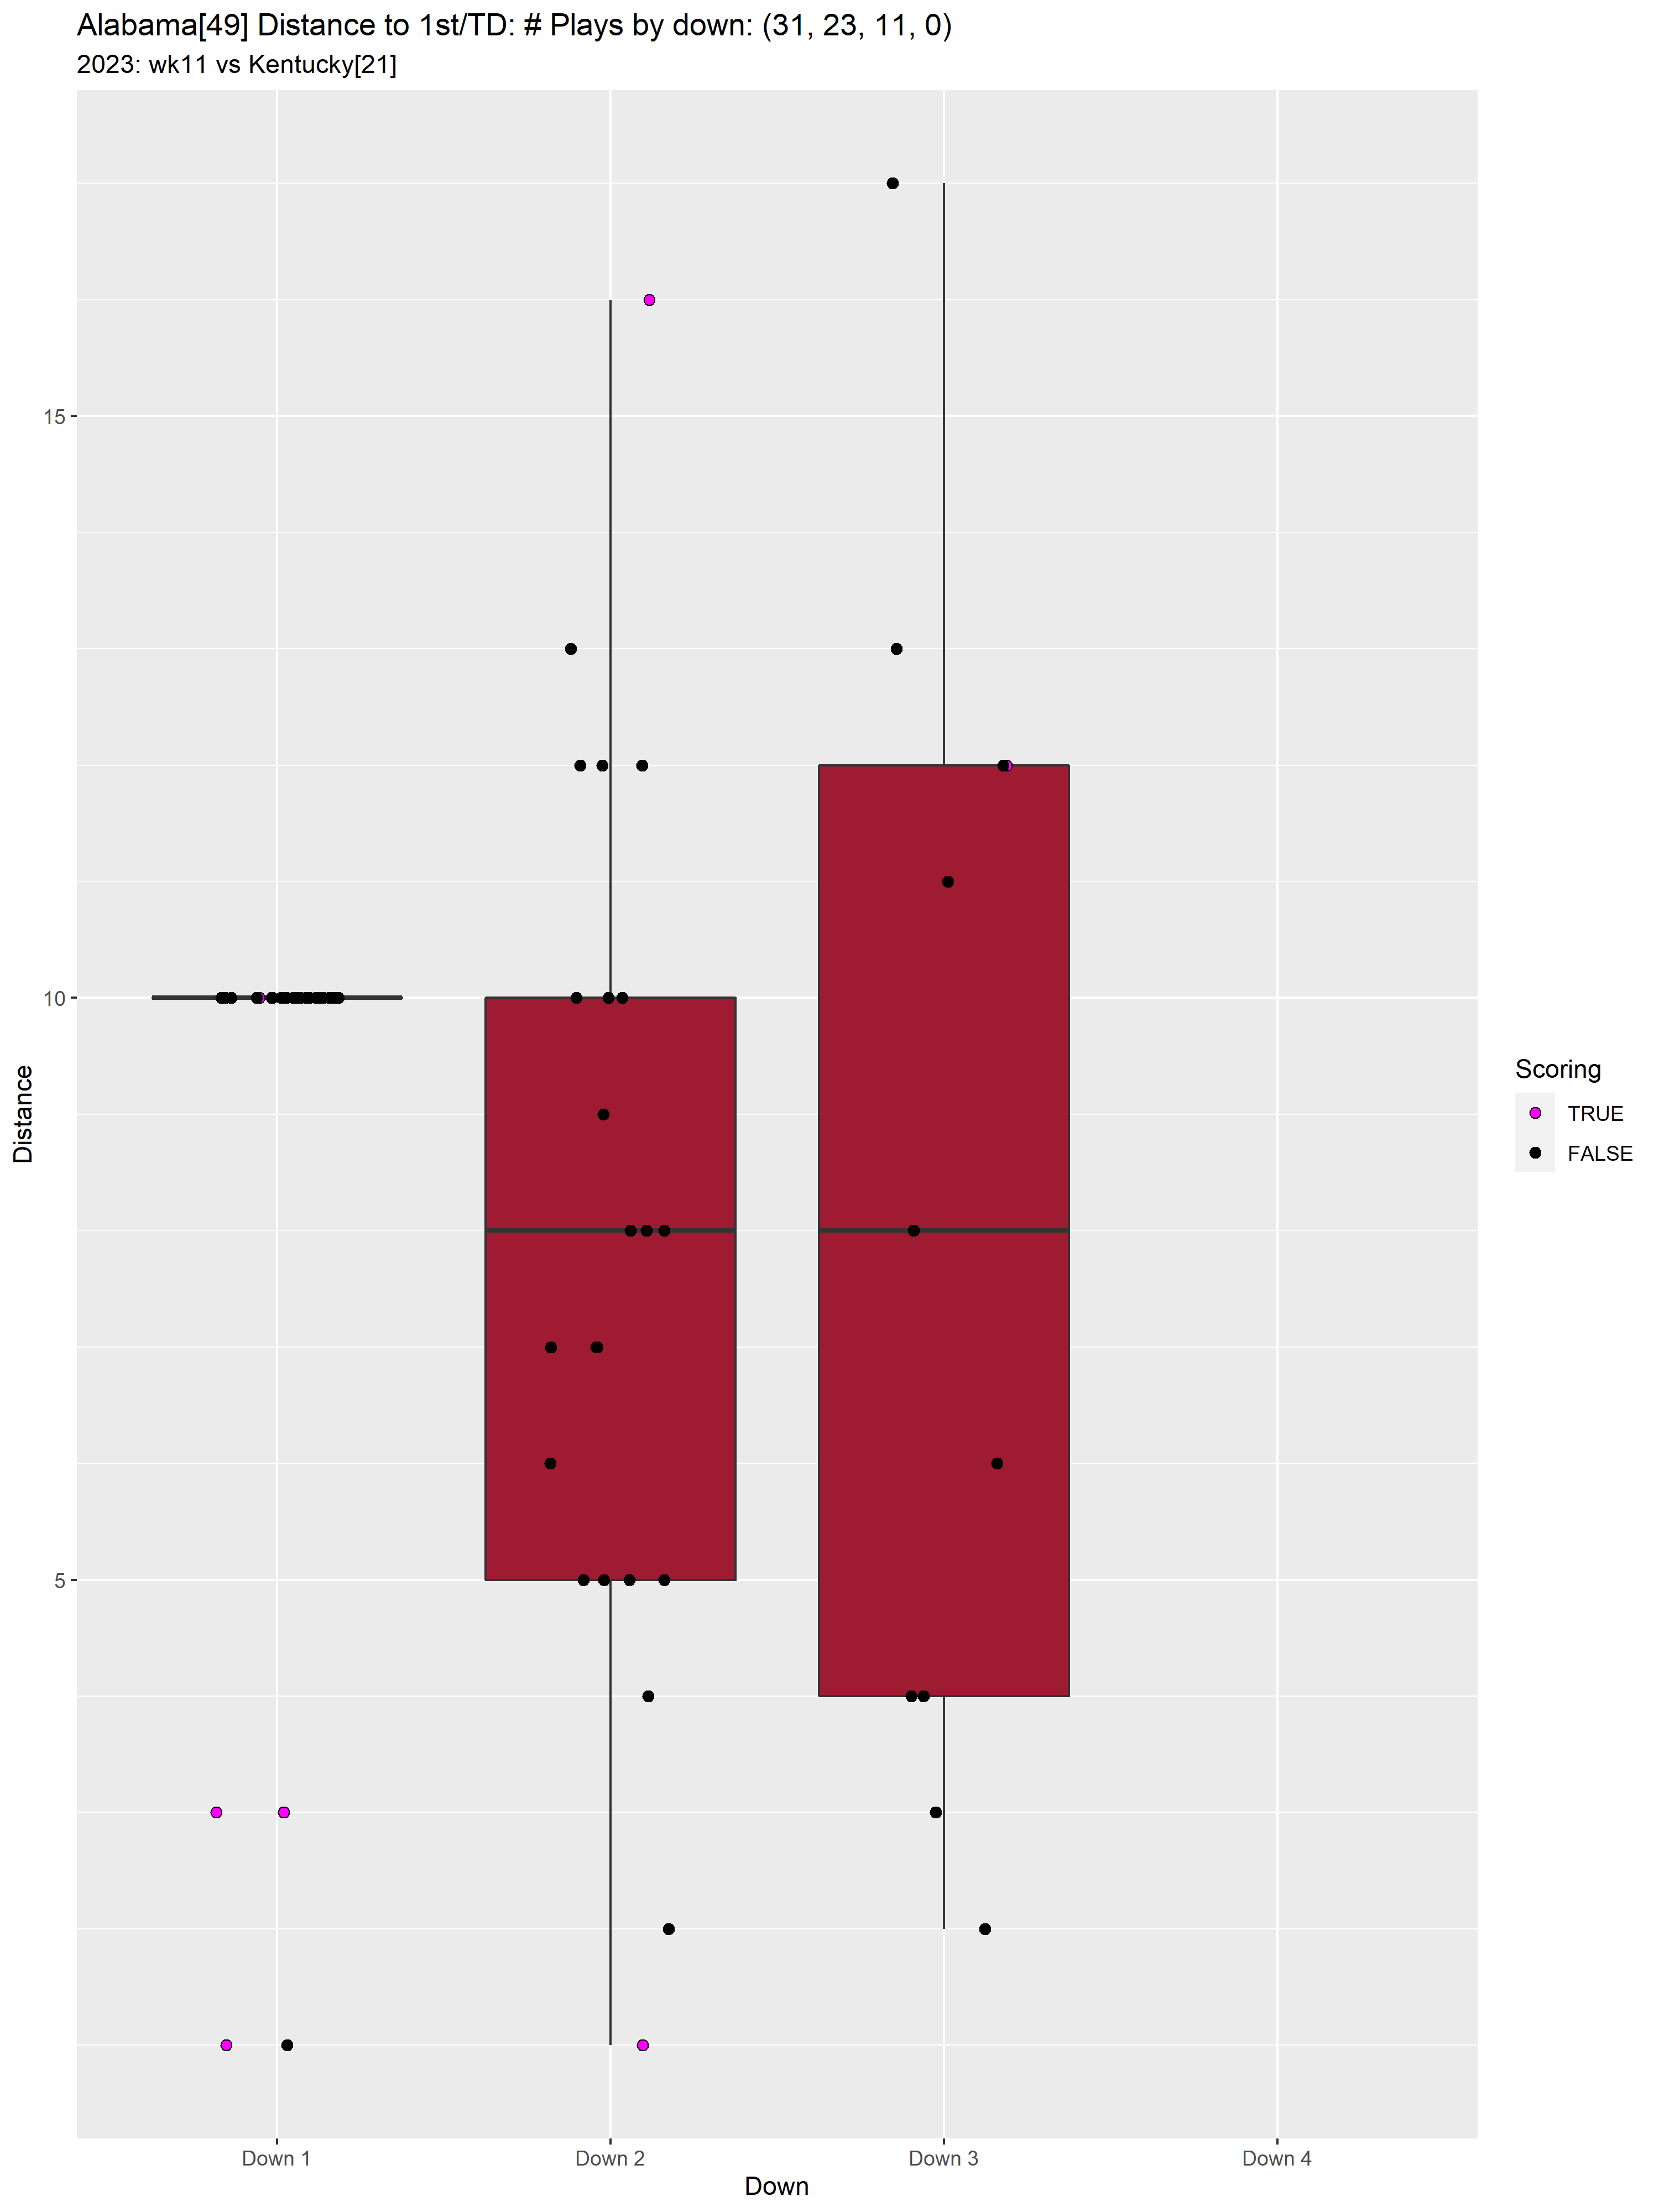 Alabama[49] Distance to 1st/TD: # Plays by down: (31, 23, 11, 0)
2023: wk11 vs Kentucky[21]
15
10
5
Distance
Down 1
Down 2
Down 3
Down 4
Down
Scoring
TRUE
FALSE